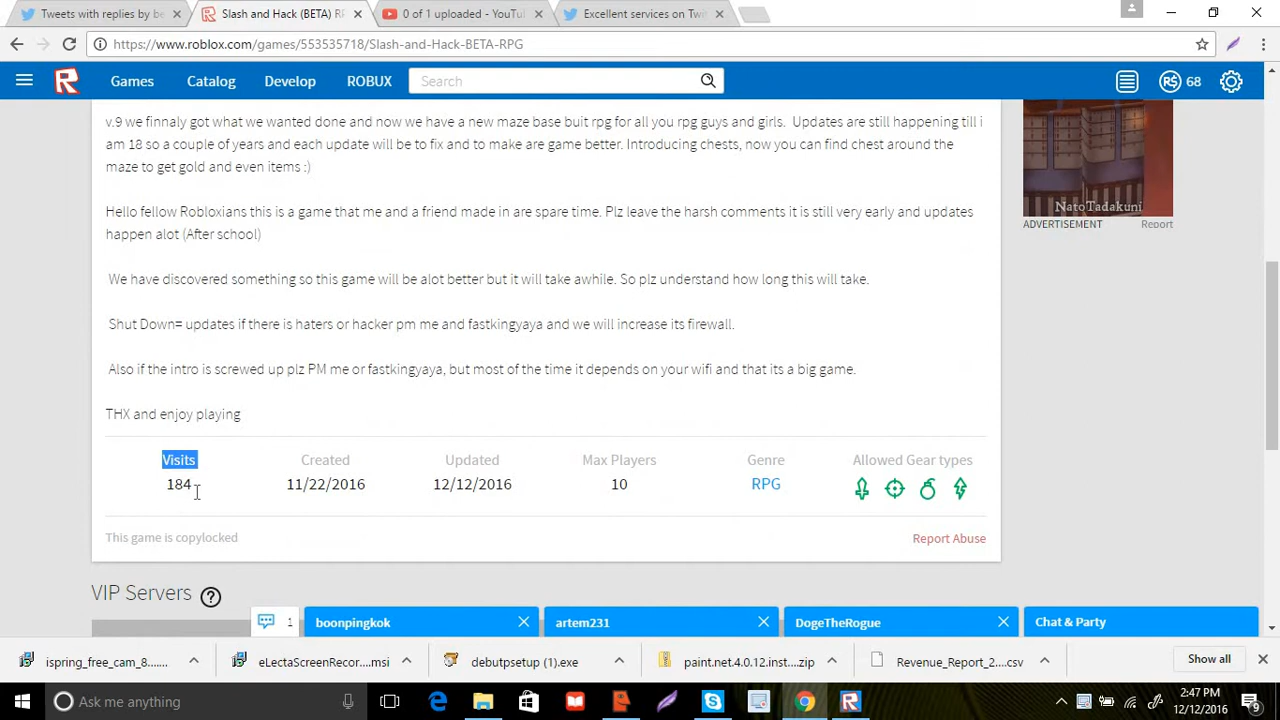 Tweets with replies by be
Slash and Hack (BETA) RP
0 of 1 uploaded - YouTu
Excellent services on Twi
https://www.roblox.com/games/553535718/Slash-and-Hack-BETA-RPG
Games Catalog Develop ROBUX Search R$ 68
v.9 we finnaly got what we wanted done and now we have a new maze base buit rpg for all you rpg guys and girls. Updates are still happening till i
am 18 so a couple of years and each update will be to fix and to make are game better. Introducing chests, now you can find chest around the
maze to get gold and even items :)
Hello fellow Robloxians this is a game that me and a friend made in are spare time. Plz leave the harsh comments it is still very early and updates
happen alot (After school)
We have discovered something so this game will be alot better but it will take awhile. So plz understand how long this will take.
Shut Down= updates if there is haters or hacker pm me and fastkingyaya and we will increase its firewall.
Also if the intro is screwed up plz PM me or fastkingyaya, but most of the time it depends on your wifi and that its a big game.
THX and enjoy playing
NatoTadakuni
ADVERTISEMENT Report
Visits Created Updated Max Players Genre Allowed Gear types
184 11/22/2016 12/12/2016 10 RPG
This game is copylocked Report Abuse
VIP Servers ?
1 boonpingkok artem231 DogeTheRogue Chat & Party
ispring_free_cam_8....msi eLectaScreenRecor....msi debutpsetup (1).exe paint.net.4.0.12.inst....zip Revenue_Report_2....csv Show all
Ask me anything 2:47 PM
12/12/2016 9